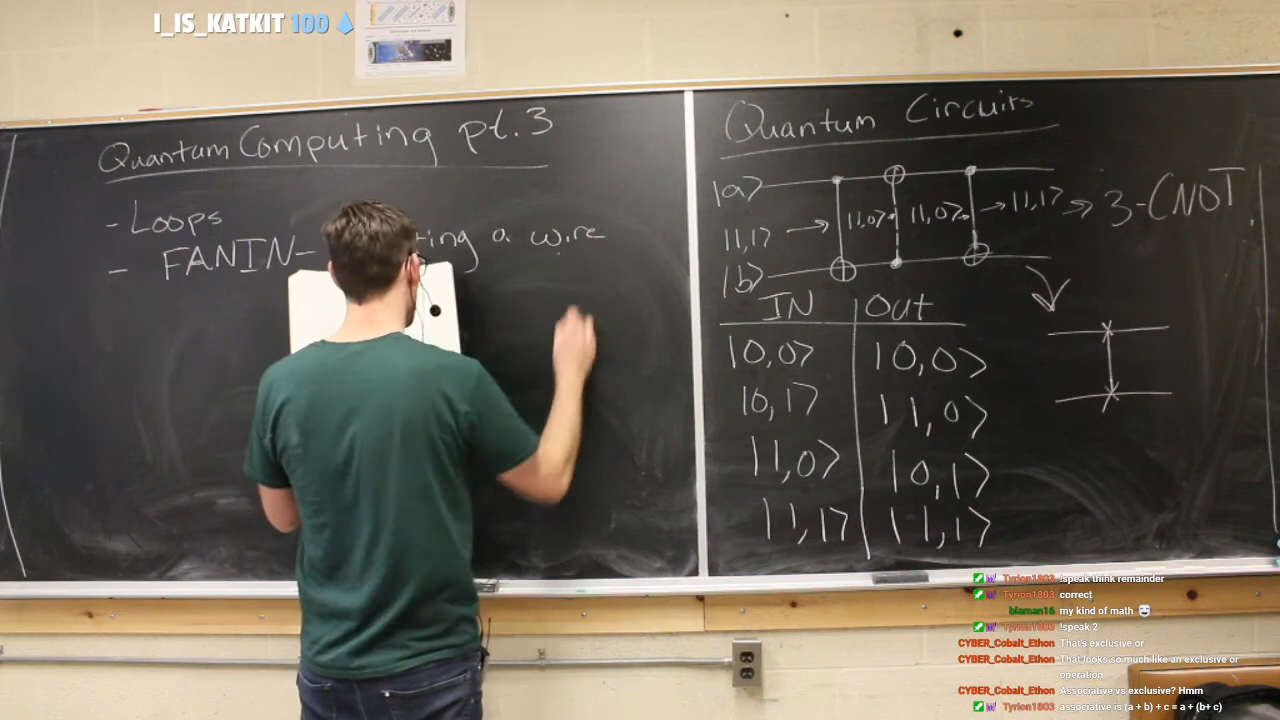 I_IS_KATKIT 100
Quantum Computing pt.3
- Loops
- FANIN- ting a wire
Quantum Circuits
|a⟩
|1,1⟩ → |1,0⟩ |1,0⟩ → |1,1⟩ → 3-CNOT
|b⟩
IN Out
|0,0⟩ |0,0⟩
|0,1⟩ |1,0⟩
|1,0⟩ |0,1⟩
|1,1⟩ |1,1⟩
Tyrion1803 !speak think remainder
Tyrion1803 correct
blaman16 my kind of math
Tyrion1803 !speak 2
CYBER_Cobalt_Ethon That's exclusive or
CYBER_Cobalt_Ethon That looks so much like an exclusive or
operation
CYBER_Cobalt_Ethon Associative vs exclusive? Hmm
Tyrion1803 associative is (a + b) + c = a + (b+ c)